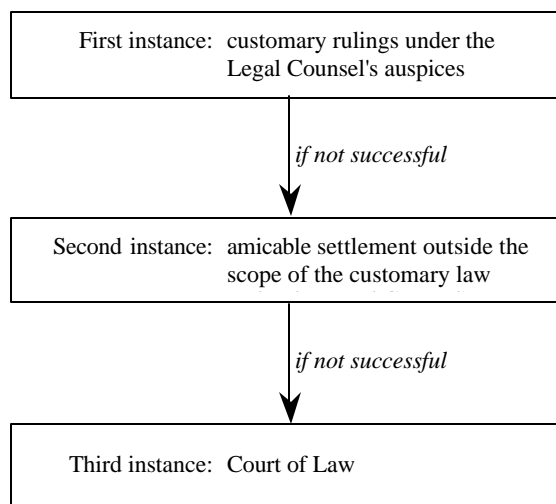 First instance: customary rulings under the
Legal Counsel's auspices
if not successful
Second instance: amicable settlement outside the
scope of the customary law
if not successful
Third instance: Court of Law